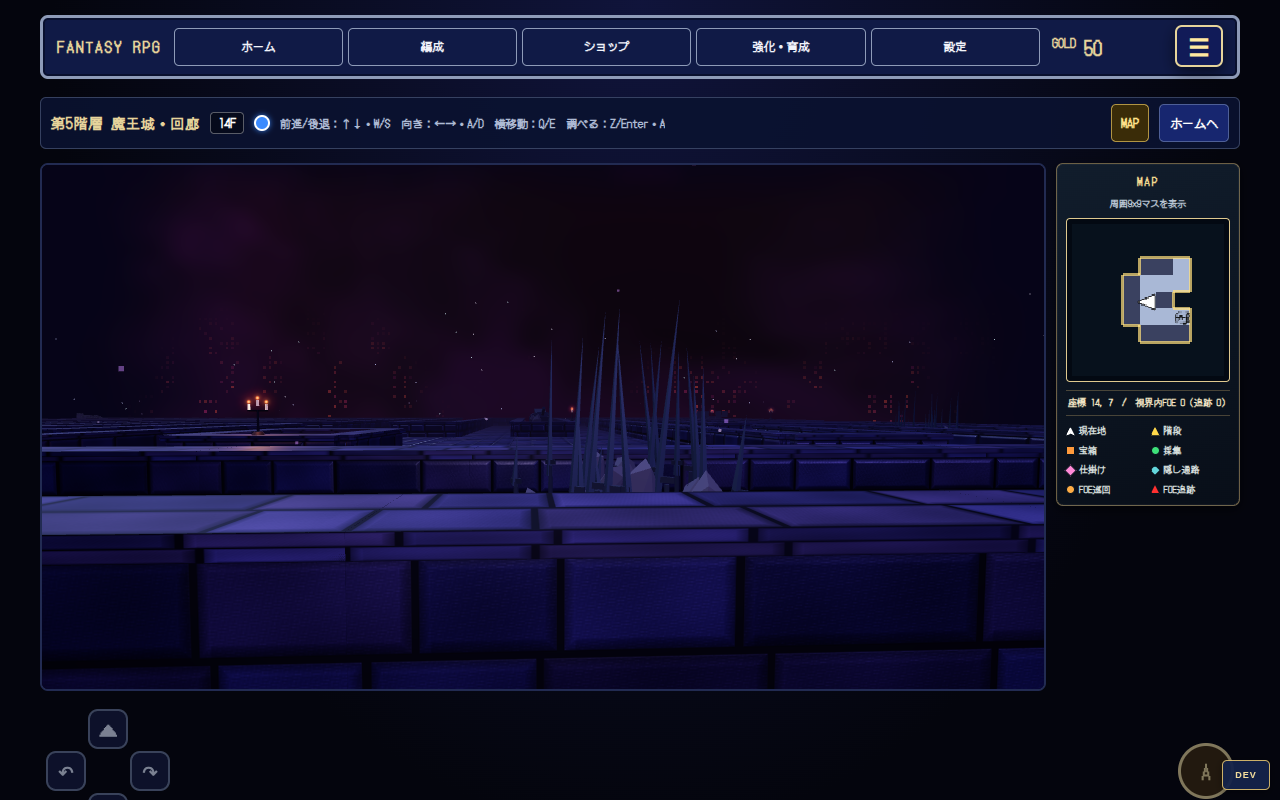 FANTASY RPG
ホーム
編成
ショップ
強化・育成
設定
GOLD 50
第5階層 魔王城・回廊
14F
前進/後退：↑↓・W/S 向き：←→・A/D 横移動：Q/E 調べる：Z/Enter・A
MAP
ホームへ
MAP
周囲9x9マスを表示
座標 14, 7 / 視界内FOE 0 (追跡 0)
現在地
階段
宝箱
採集
仕掛け
隠し通路
FOE巡回
FOE追跡
A
DEV